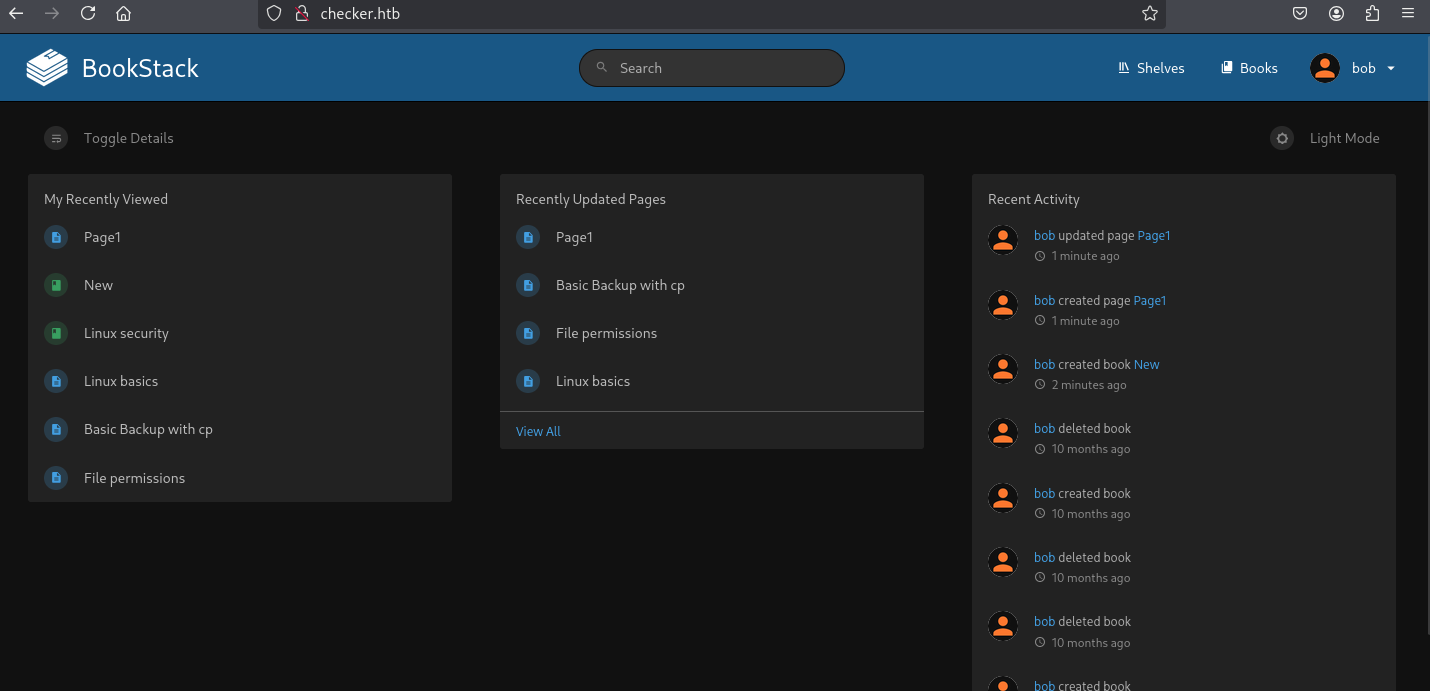 checker.htb
BookStack
Search
Shelves
Books
bob
Toggle Details
Light Mode
My Recently Viewed
Page1
New
Linux security
Linux basics
Basic Backup with cp
File permissions
Recently Updated Pages
Page1
Basic Backup with cp
File permissions
Linux basics
View All
Recent Activity
bob updated page Page1
1 minute ago
bob created page Page1
1 minute ago
bob created book New
2 minutes ago
bob deleted book
10 months ago
bob created book
10 months ago
bob deleted book
10 months ago
bob deleted book
10 months ago
bob created book